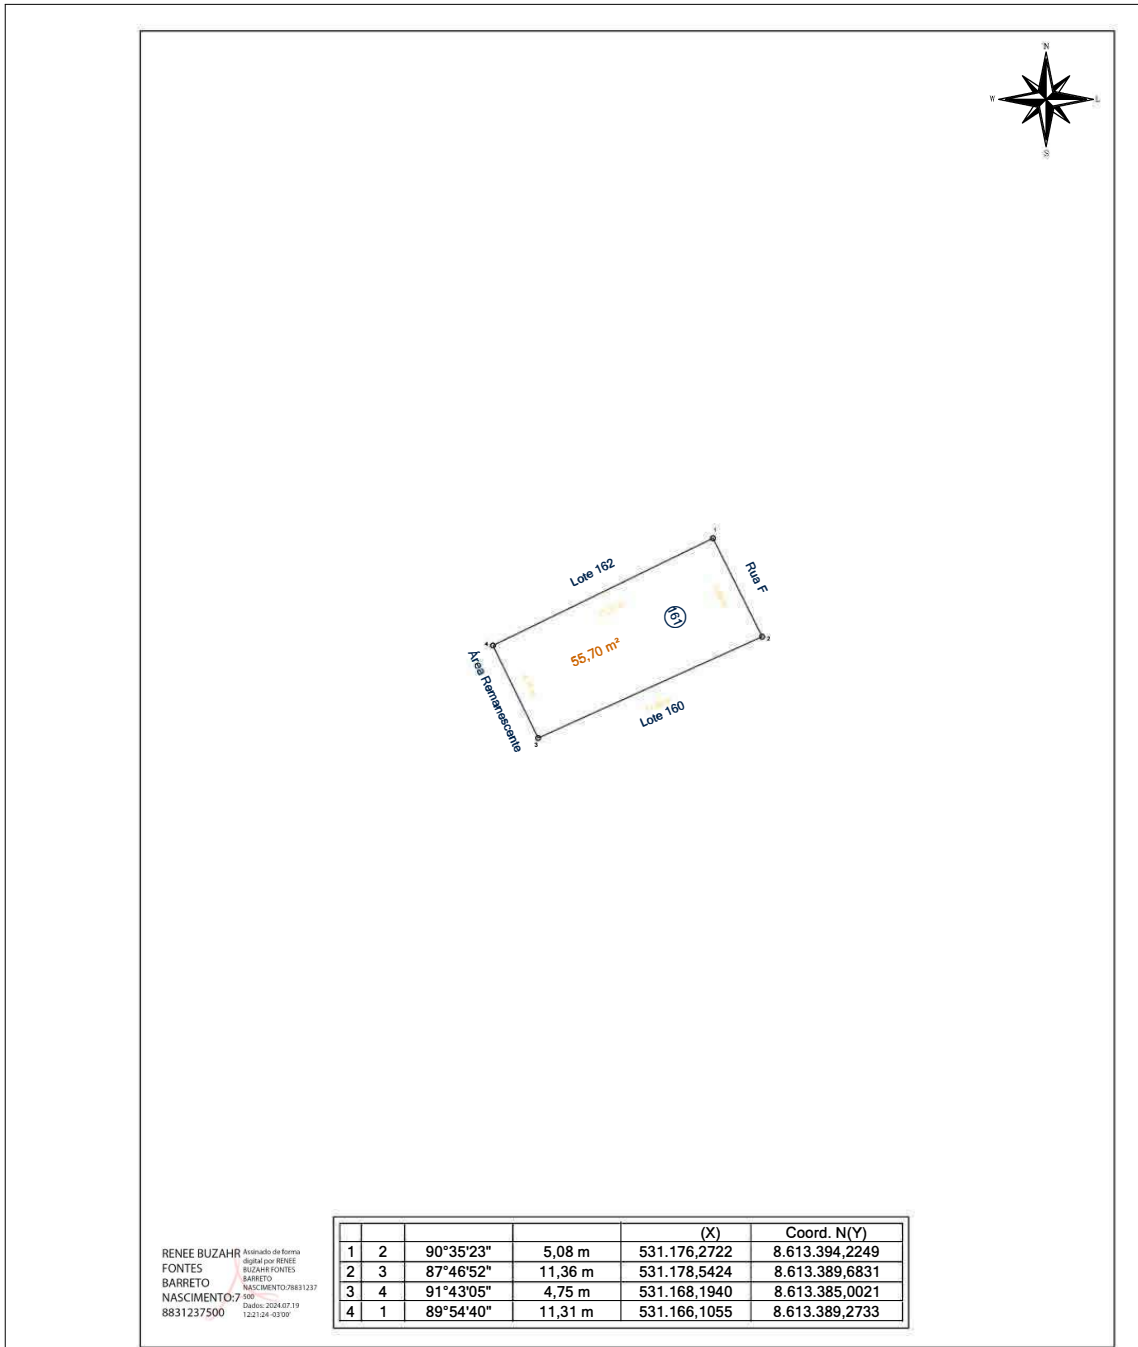 N
W
L
S
1
Lote 162
Rua F
161
2
4
55,70 m²
Área Remanescente
Lote 160
3
(X) Coord. N(Y)
1 2 90°35'23" 5,08 m 531.176,2722 8.613.394,2249
2 3 87°46'52" 11,36 m 531.178,5424 8.613.389,6831
3 4 91°43'05" 4,75 m 531.168,1940 8.613.385,0021
4 1 89°54'40" 11,31 m 531.166,1055 8.613.389,2733
RENEE BUZAHR
FONTES
BARRETO
NASCIMENTO:7
8831237500
Assinado de forma
digital por RENEE
BUZAHR FONTES
BARRETO
NASCIMENTO:78831237
500
Dados: 2024.07.19
12:21:24 -03'00'